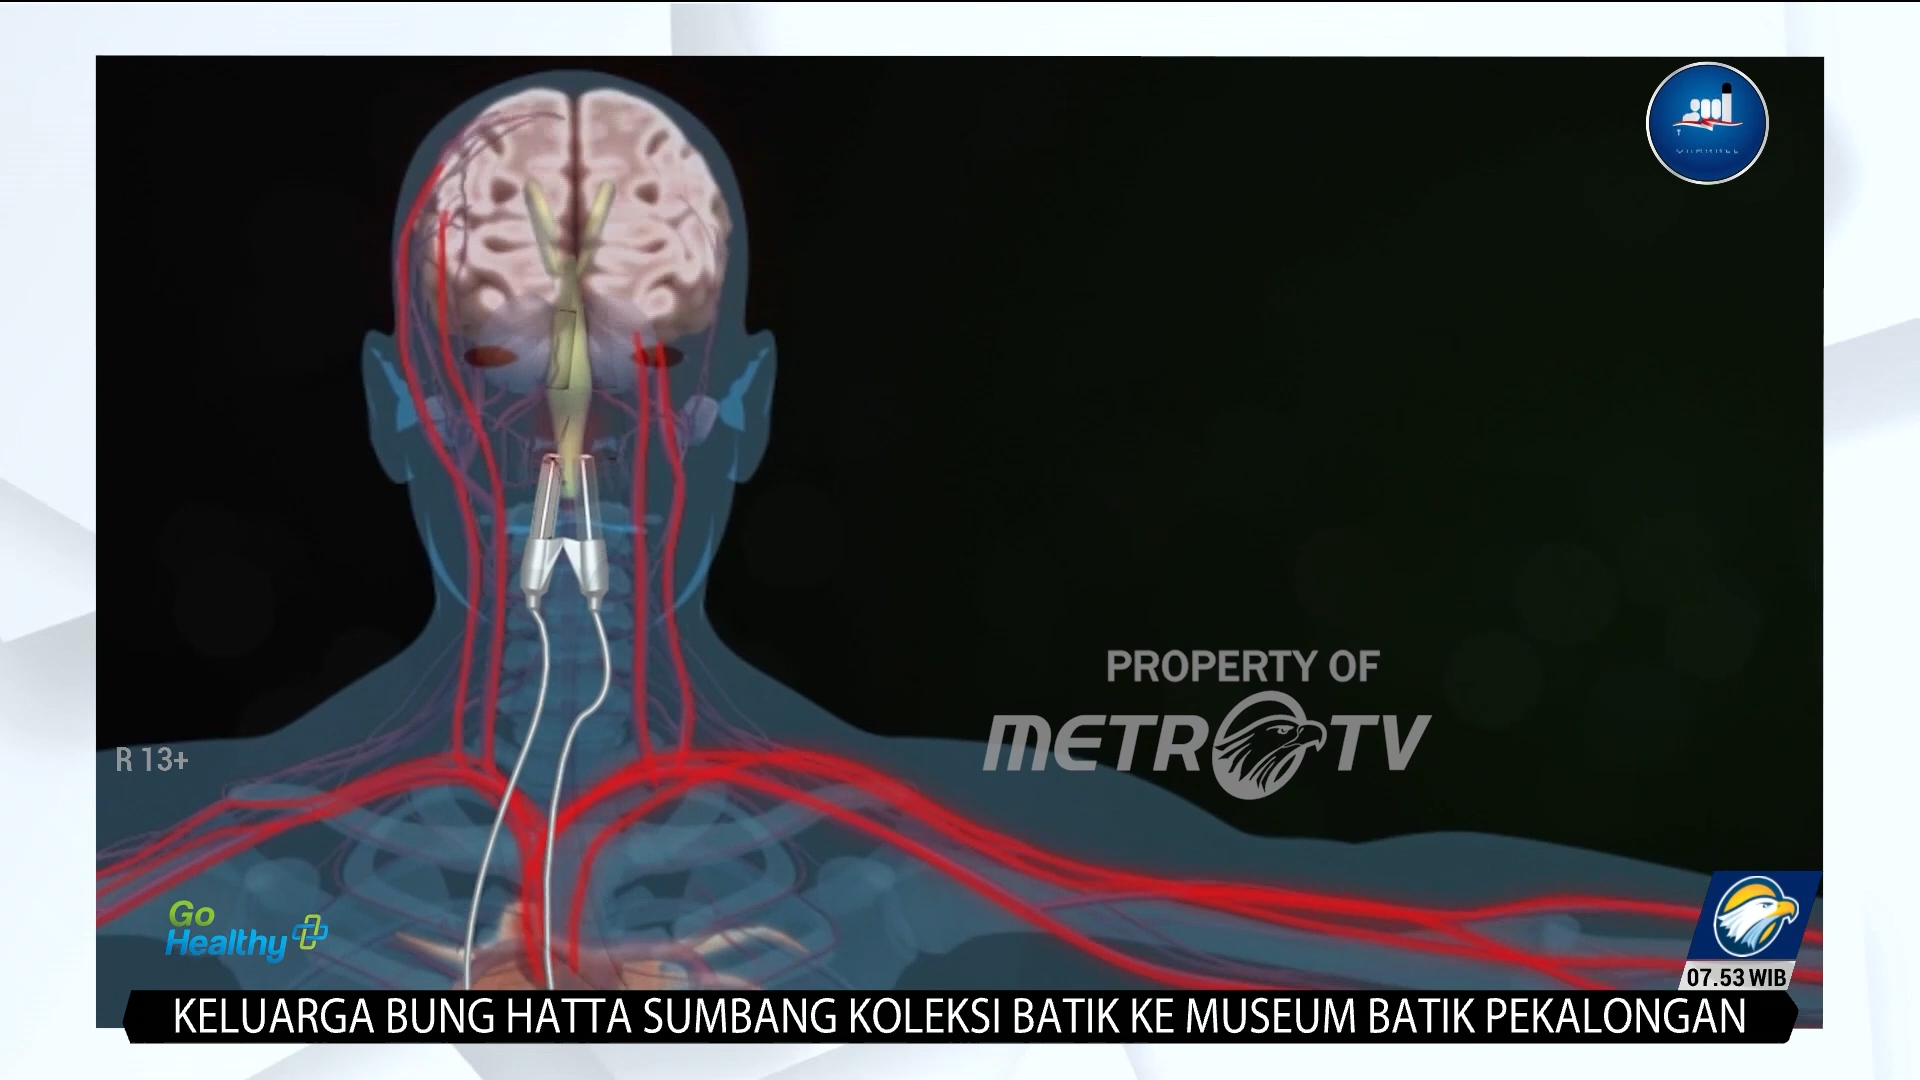 PROPERTY OF
METRO TV
R 13+
Go
Healthy
07.53 WIB
KELUARGA BUNG HATTA SUMBANG KOLEKSI BATIK KE MUSEUM BATIK PEKALONGAN